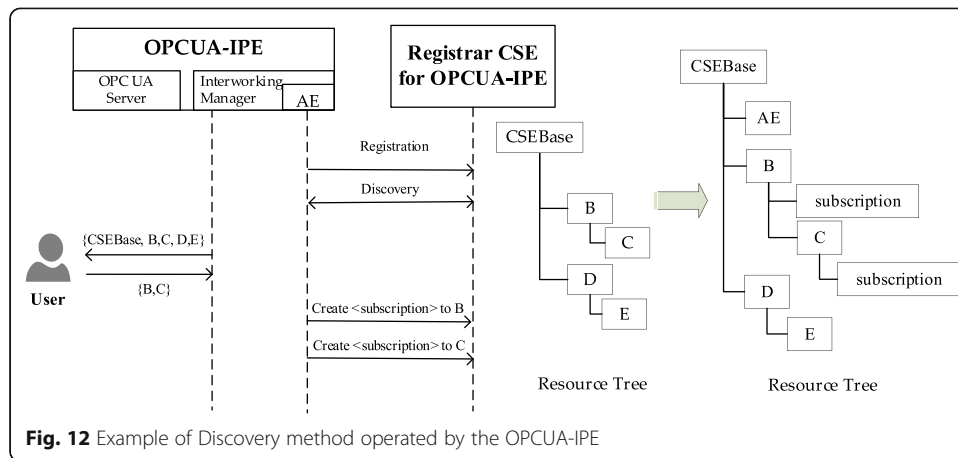 OPCUA-IPE
OPC UA
Server
Interworking
Manager
AE
Registrar CSE
for OPCUA-IPE
Registration
Discovery
{CSEBase, B,C, D,E}
{B,C}
User
Create <subscription> to B
Create <subscription> to C
CSEBase
B
C
D
E
Resource Tree
CSEBase
AE
B
subscription
C
subscription
D
E
Resource Tree
Fig. 12 Example of Discovery method operated by the OPCUA-IPE